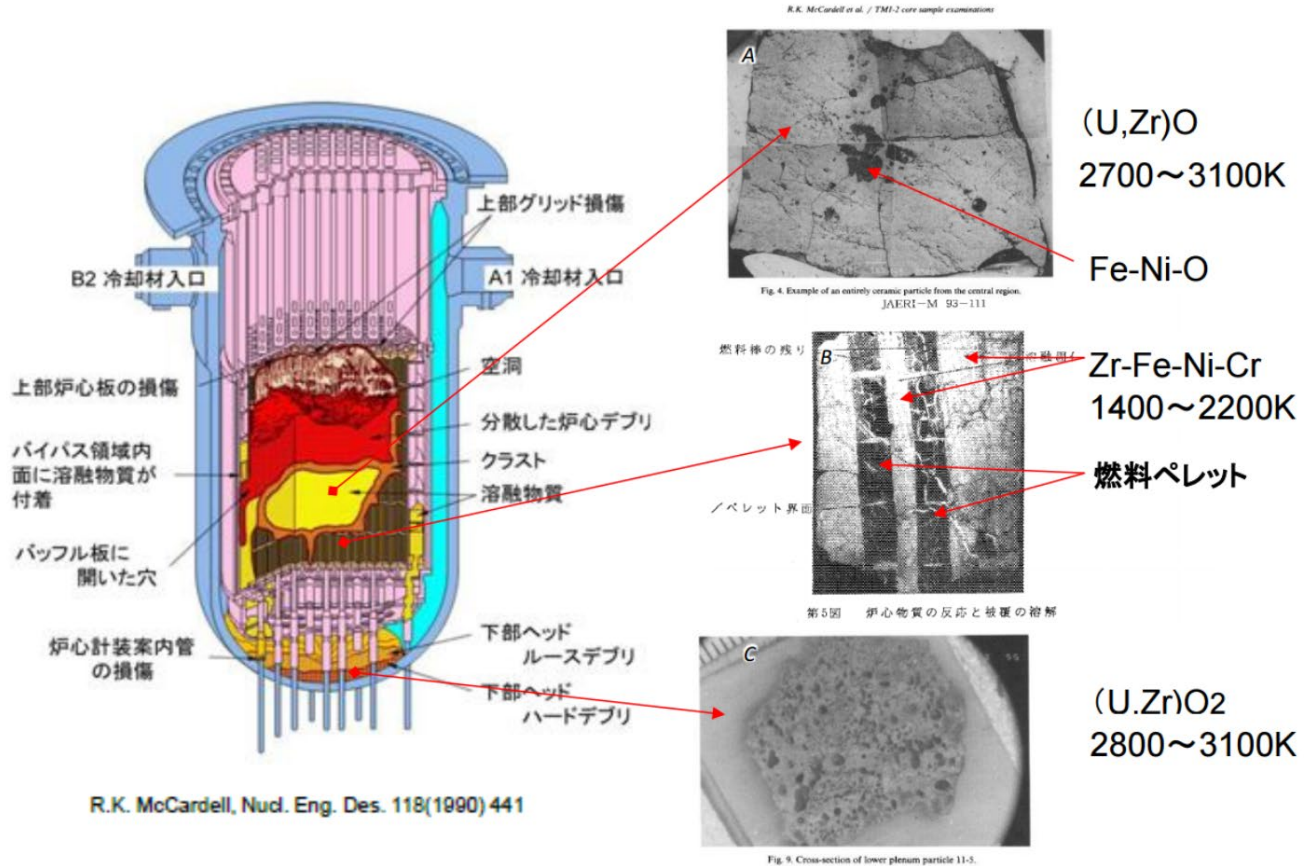 R.K. McCardell et al. / TM1-2 core sample examinations
A
(U,Zr)O
2700～3100K
Fe-Ni-O
Fig. 4. Example of an entirely ceramic particle from the central region.
JAERI-M 93-111
上部グリッド損傷
B2 冷却材入口
A1 冷却材入口
上部炉心板の損傷
空洞
分散した炉心デブリ
バイパス領域内
面に溶融物質が
付着
クラスト
溶融物質
バッフル板に
開いた穴
炉心計装案内管
の損傷
下部ヘッド
ルースデブリ
下部ヘッド
ハードデブリ
燃料棒の残り
B
Zr-Fe-Ni-Cr
1400～2200K
燃料ペレット
／ペレット界面
第5図 炉心物質の反応と被覆の溶解
C
(U.Zr)O2
2800～3100K
R.K. McCardell, Nucl. Eng. Des. 118(1990) 441
Fig. 9. Cross-section of lower plenum particle 11-5.